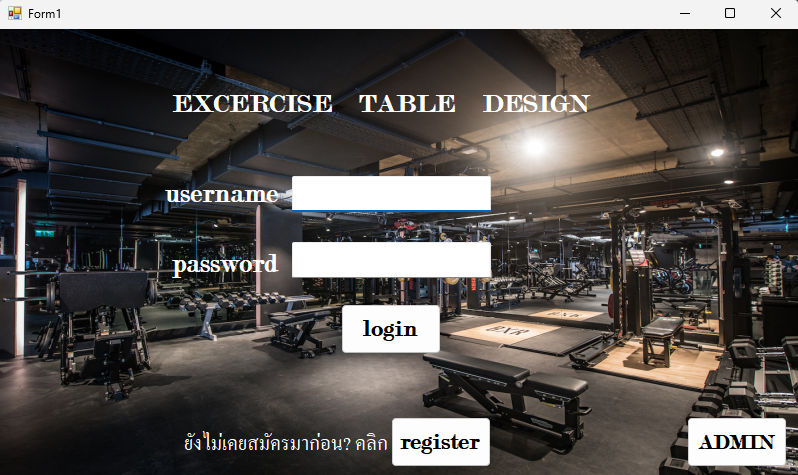 Form1
EXCERCISE TABLE DESIGN
username
password
login
ยังไม่เคยสมัครมาก่อน? คลิก register
ADMIN